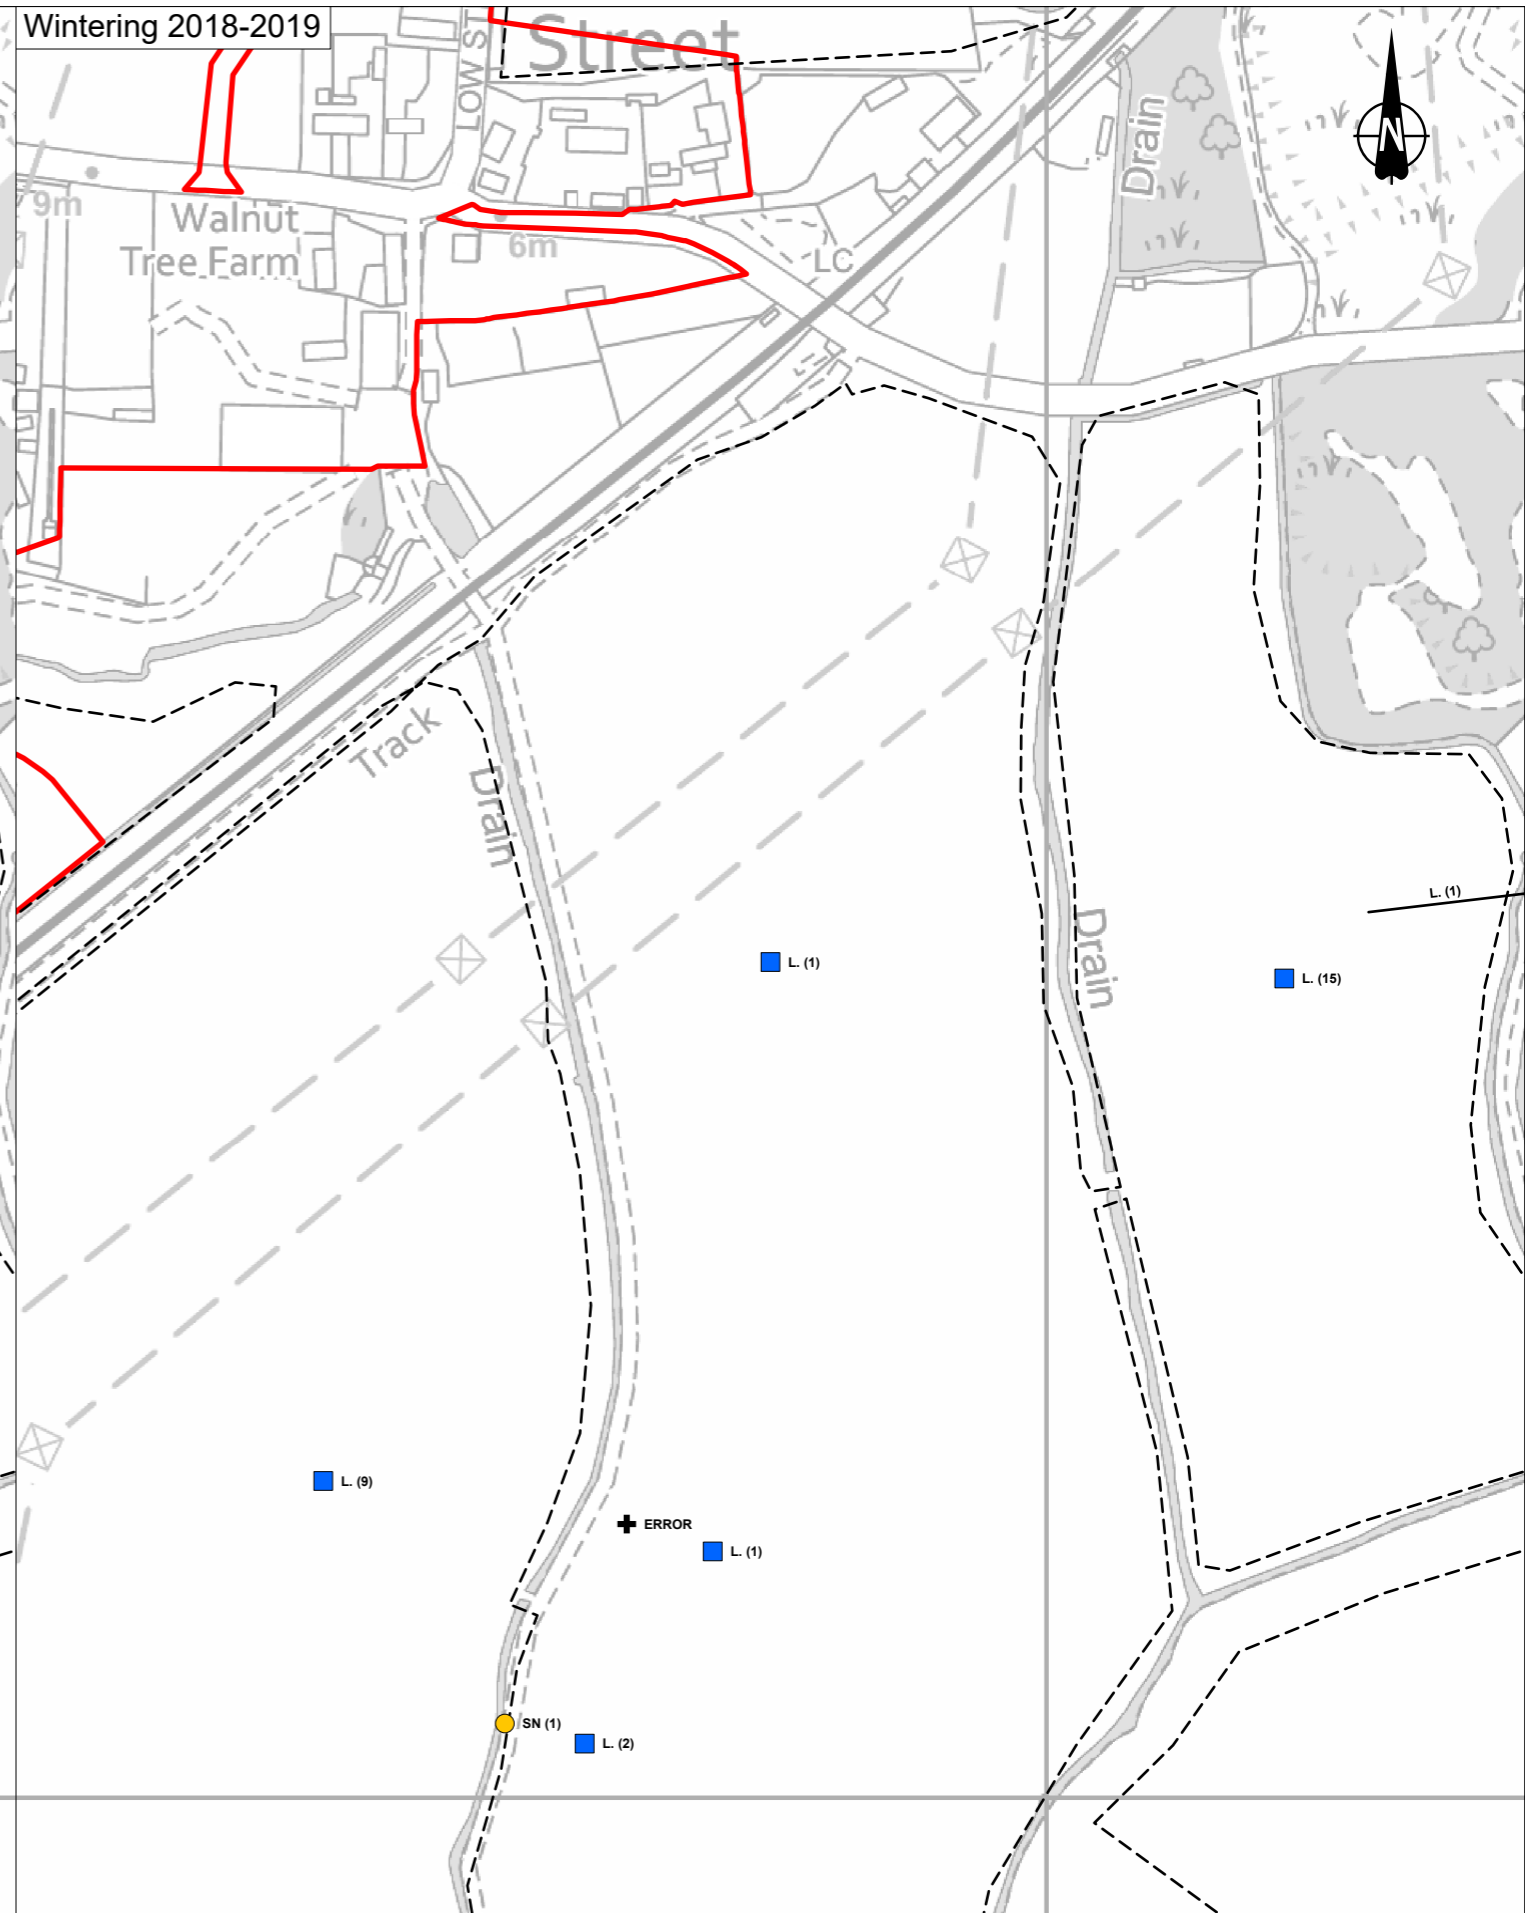 Wintering 2018-2019
Street
LOW ST
Drain
N
9m
Walnut
Tree Farm
6m
LC
Track
Drain
L. (1)
Drain
L. (1)
L. (15)
L. (9)
ERROR
L. (1)
SN (1)
L. (2)